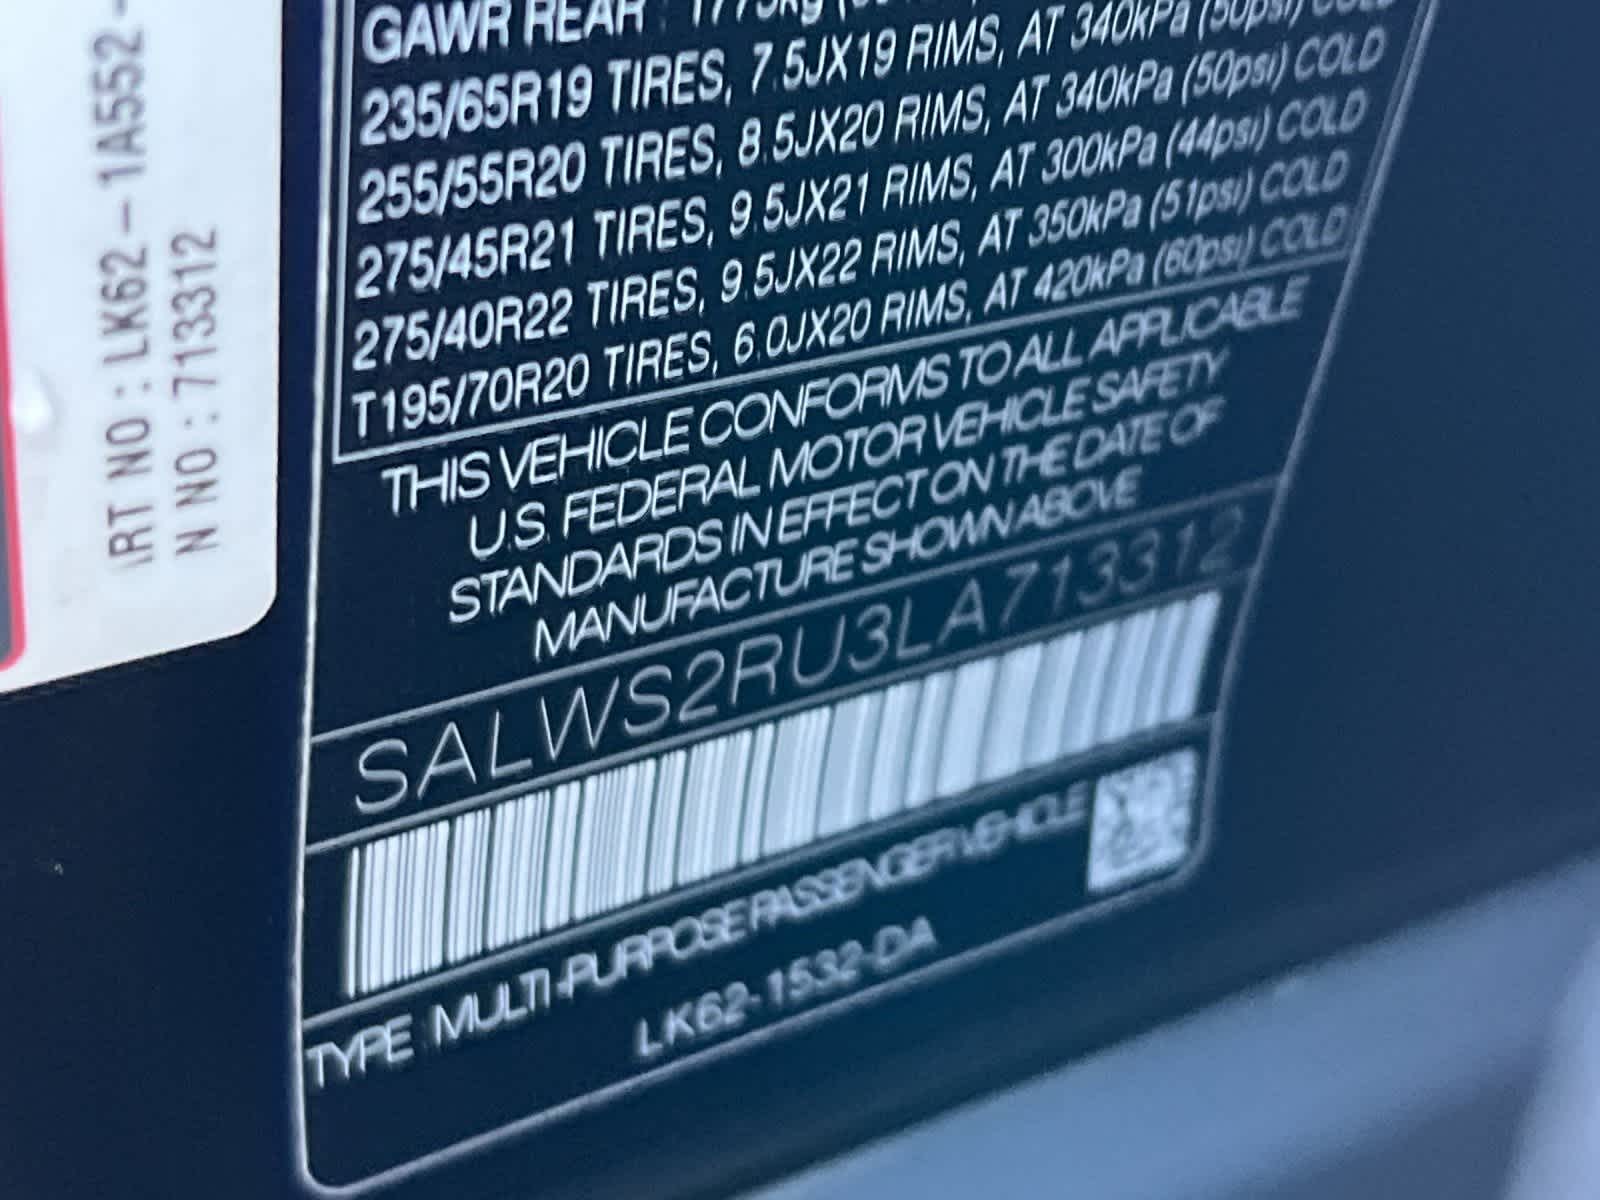 GAWR REAR : 1775kg
235/65R19 TIRES, 7.5JX19 RIMS, AT 340kPa (50psi) COLD
255/55R20 TIRES, 8.5JX20 RIMS, AT 340kPa (50psi) COLD
275/45R21 TIRES, 9.5JX21 RIMS, AT 300kPa (44psi) COLD
275/40R22 TIRES, 9.5JX22 RIMS, AT 350kPa (51psi) COLD
T195/70R20 TIRES, 6.0JX20 RIMS, AT 420kPa (60psi) COLD
THIS VEHICLE CONFORMS TO ALL APPLICABLE
U.S. FEDERAL MOTOR VEHICLE SAFETY
STANDARDS IN EFFECT ON THE DATE OF
MANUFACTURE SHOWN ABOVE
SALWS2RU3LA713312
TYPE : MULTI-PURPOSE PASSENGER VEHICLE
LK62-1532-DA
ART NO : LK62-1A552-
N NO : 713312